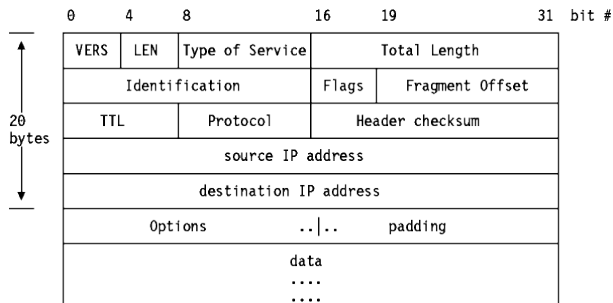 0 4 8 16 19 31 bit #
VERS LEN Type of Service Total Length
Identification Flags Fragment Offset
20
bytes
TTL Protocol Header checksum
source IP address
destination IP address
Options ..|.. padding
data
....
....